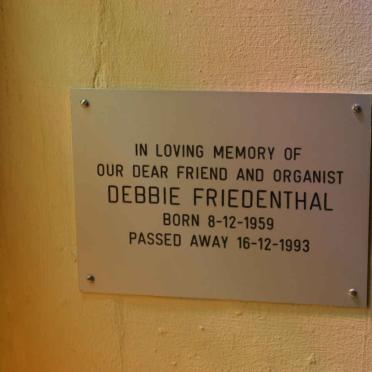 IN LOVING MEMORY OF
OUR DEAR FRIEND AND ORGANIST
DEBBIE FRIEDENTHAL
BORN 8-12-1959
PASSED AWAY 16-12-1993